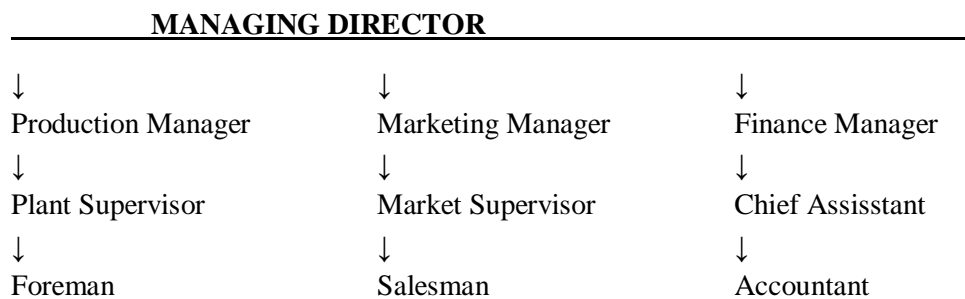 MANAGING DIRECTOR
↓ ↓ ↓
Production Manager Marketing Manager Finance Manager
↓ ↓ ↓
Plant Supervisor Market Supervisor Chief Assisstant
↓ ↓ ↓
Foreman Salesman Accountant